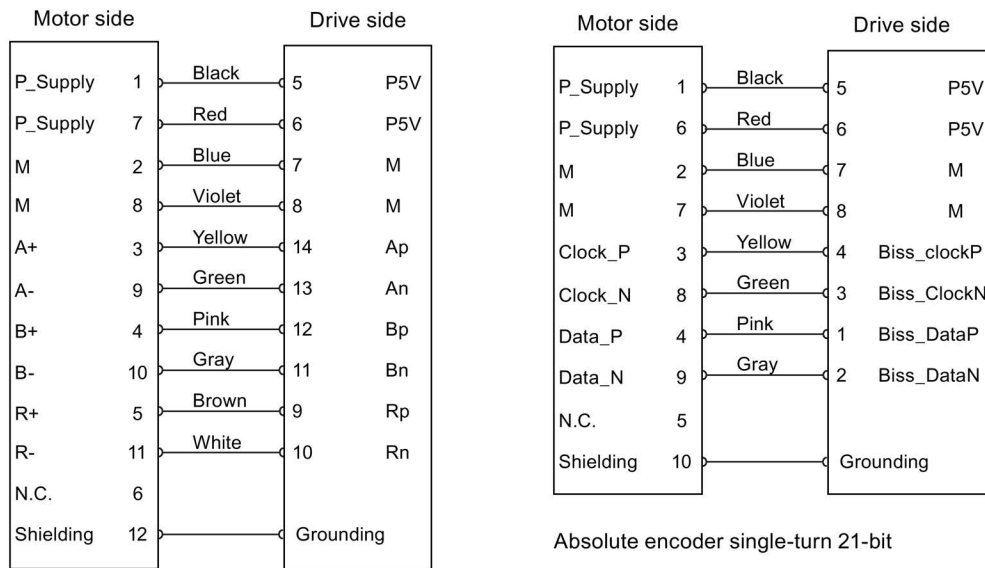 Motor side Drive side
P_Supply 1 Black 5 P5V
P_Supply 7 Red 6 P5V
M 2 Blue 7 M
M 8 Violet 8 M
A+ 3 Yellow 14 Ap
A- 9 Green 13 An
B+ 4 Pink 12 Bp
B- 10 Gray 11 Bn
R+ 5 Brown 9 Rp
R- 11 White 10 Rn
N.C. 6
Shielding 12 Grounding
Motor side Drive side
P_Supply 1 Black 5 P5V
P_Supply 6 Red 6 P5V
M 2 Blue 7 M
M 7 Violet 8 M
Clock_P 3 Yellow 4 Biss_clockP
Clock_N 8 Green 3 Biss_ClockN
Data_P 4 Pink 1 Biss_DataP
Data_N 9 Gray 2 Biss_DataN
N.C. 5
Shielding 10 Grounding
Absolute encoder single-turn 21-bit